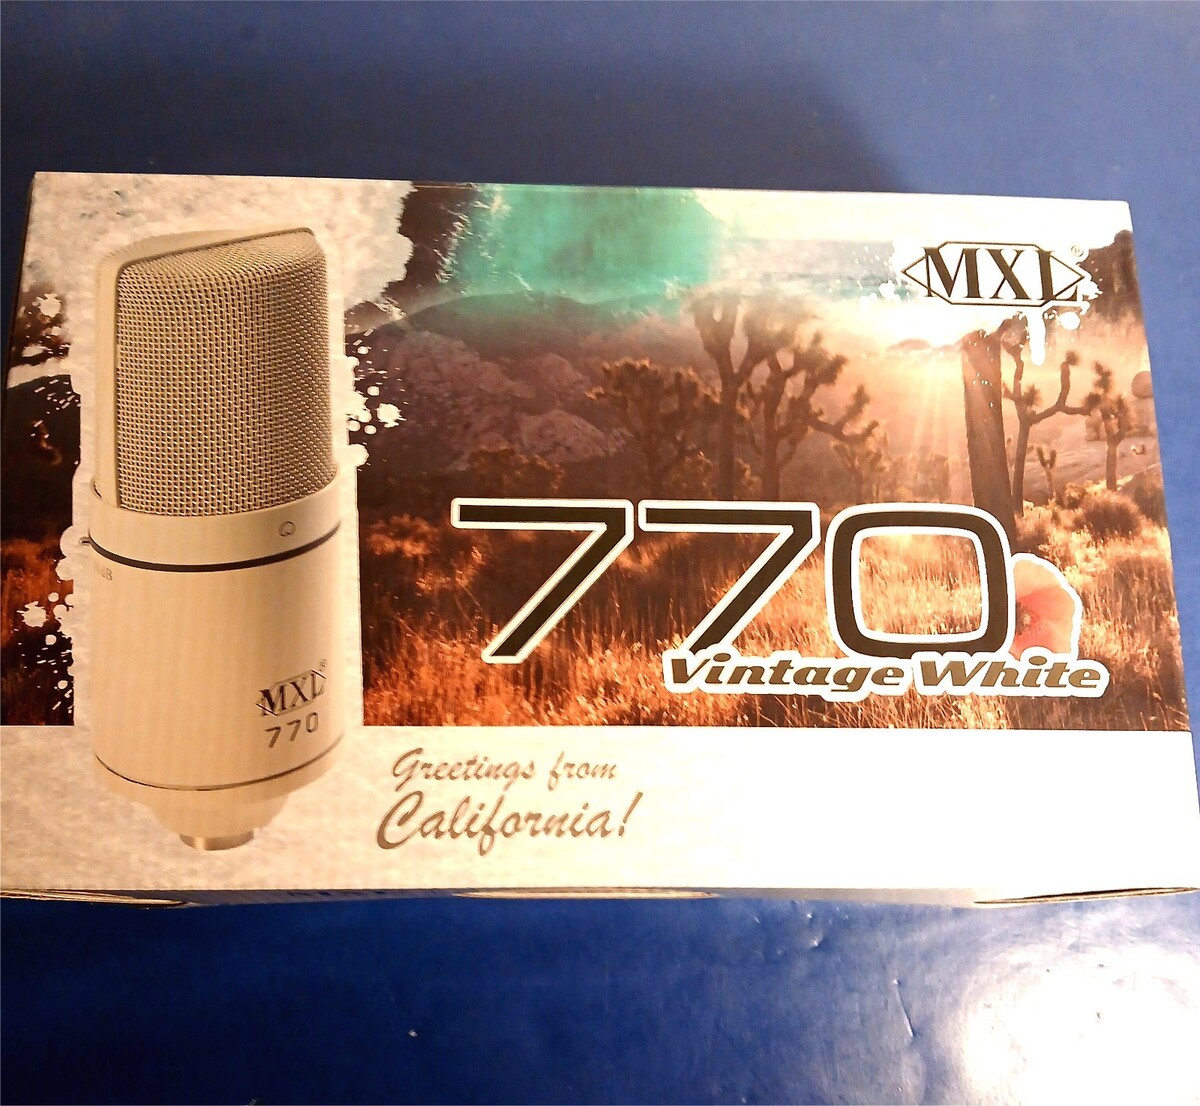 MXL®
770
Vintage White
MXL®
770
Greetings from
California!